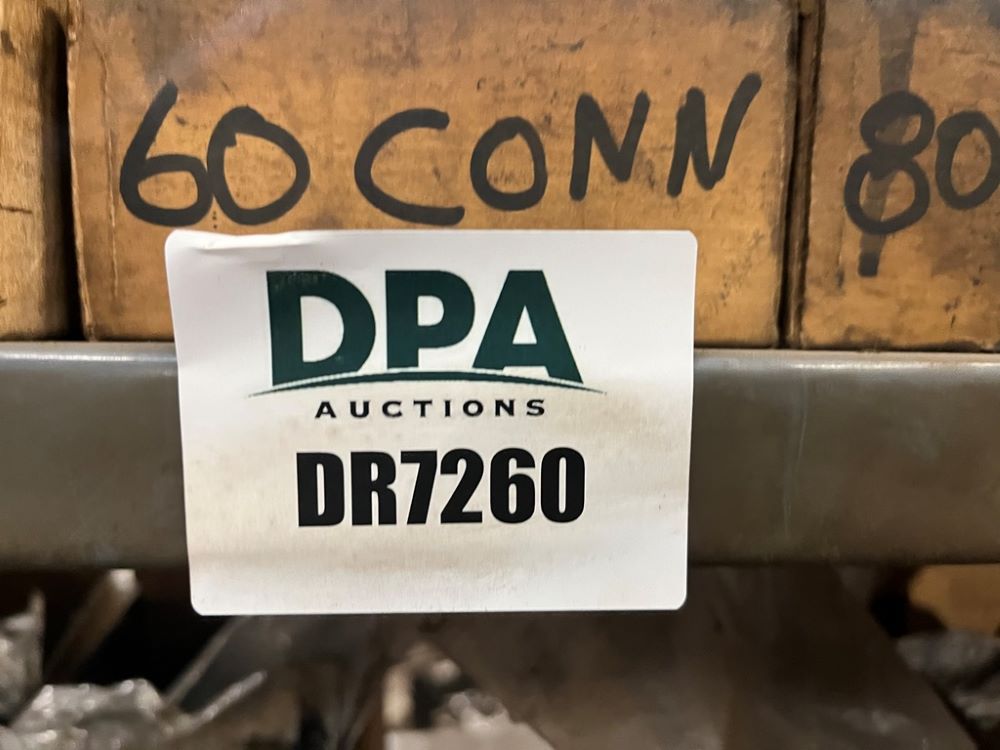 60 CONN
80
DPA
AUCTIONS
DR7260